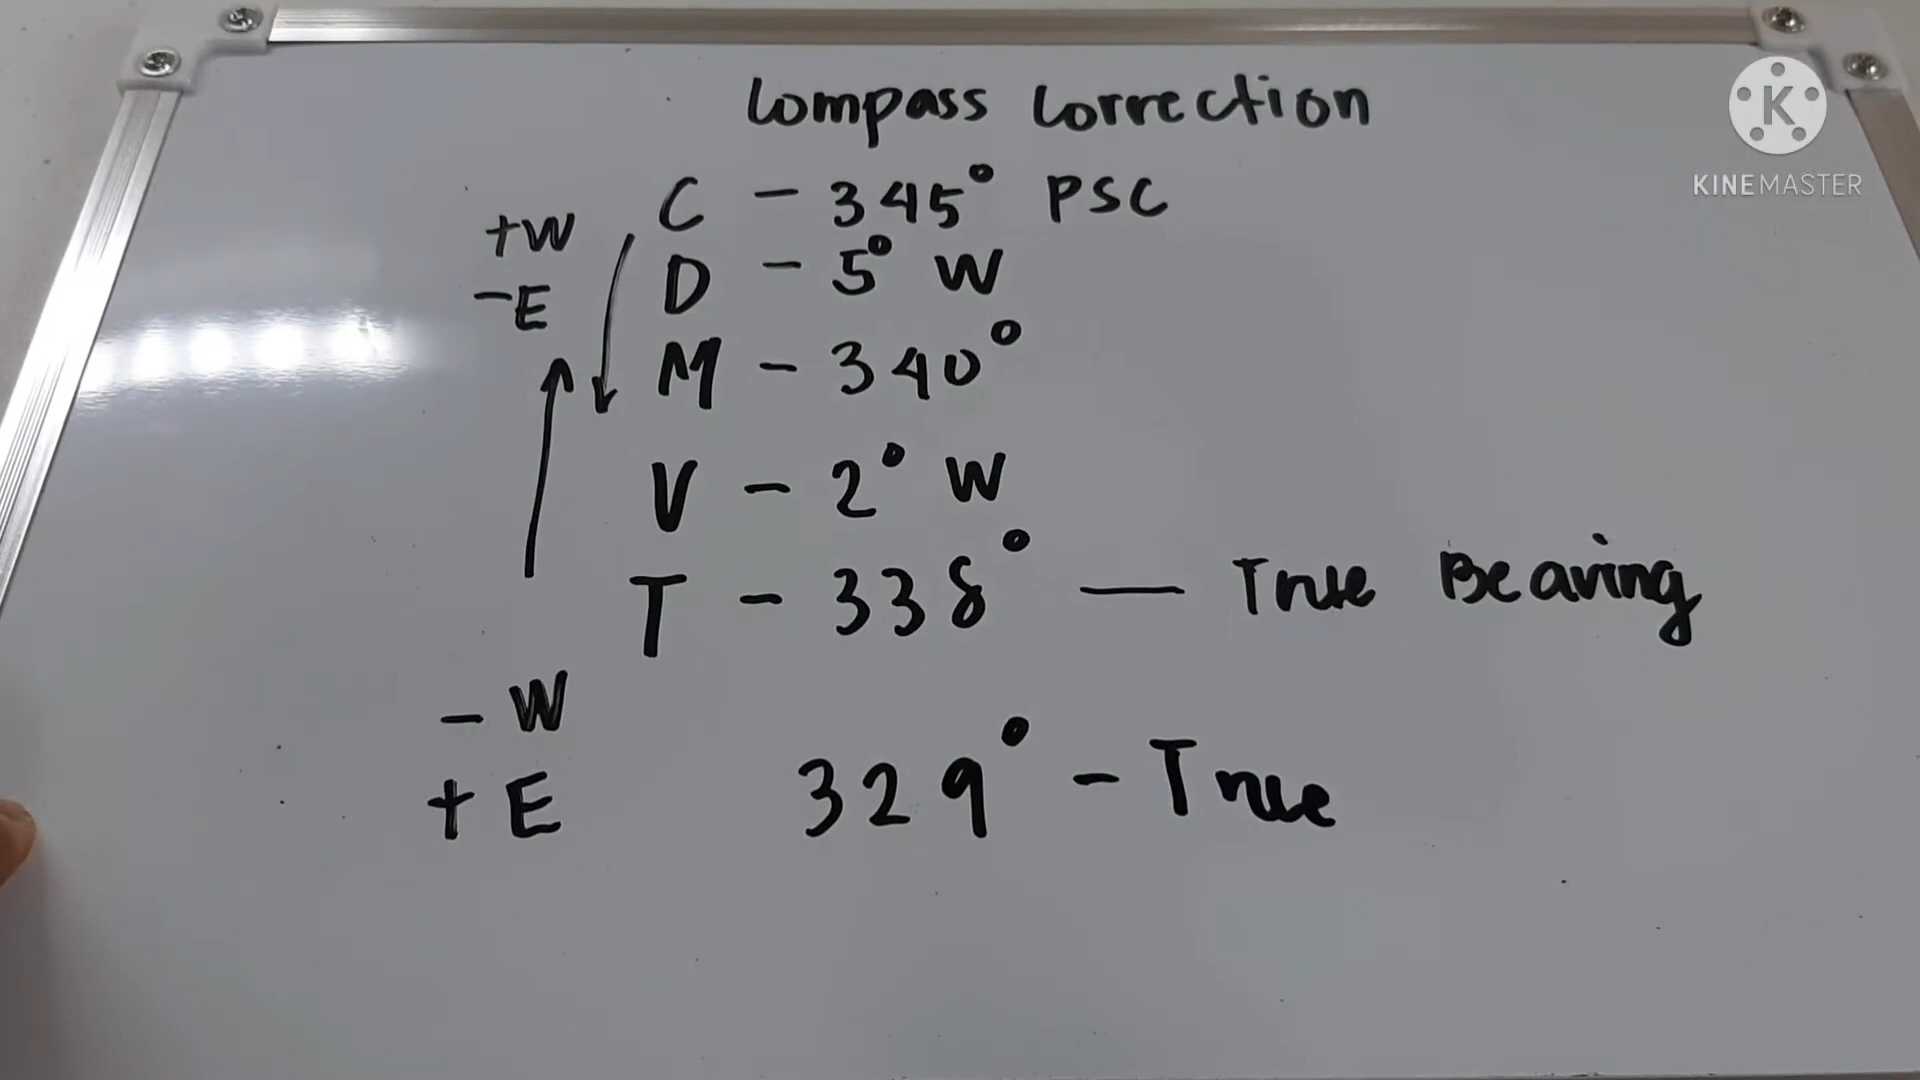 Compass Correction
K
KINEMASTER
+W
-E
C - 345° PSC
D - 5° W
M - 340°
V - 2° W
T - 338° — True Bearing
- W
+ E
329° - True